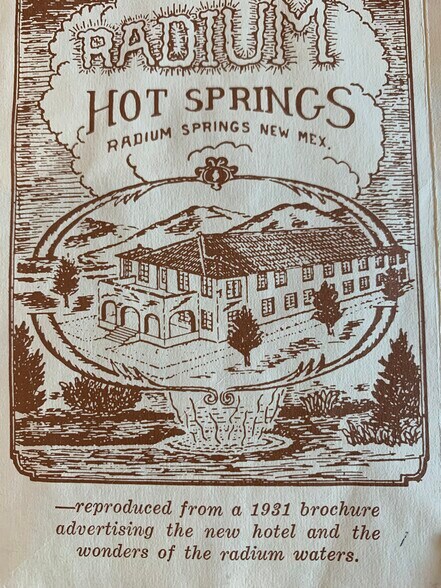 RADIUM
HOT SPRINGS
RADIUM SPRINGS NEW MEX.
—reproduced from a 1931 brochure
advertising the new hotel and the
wonders of the radium waters.